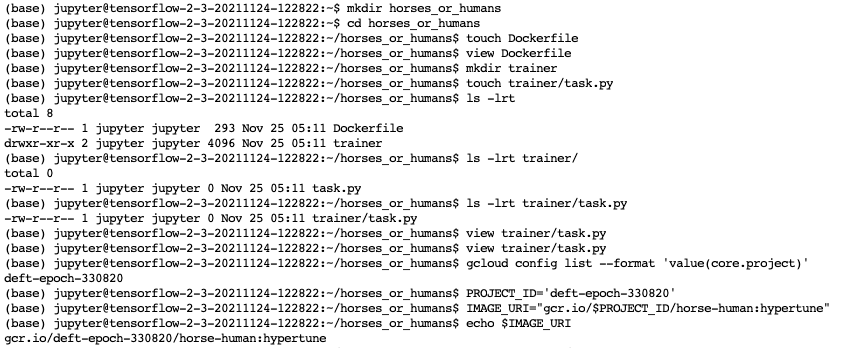 (base) jupyter@tensorflow-2-3-20211124-122822:~$ mkdir horses_or_humans
(base) jupyter@tensorflow-2-3-20211124-122822:~$ cd horses_or_humans
(base) jupyter@tensorflow-2-3-20211124-122822:~/horses_or_humans$ touch Dockerfile
(base) jupyter@tensorflow-2-3-20211124-122822:~/horses_or_humans$ view Dockerfile
(base) jupyter@tensorflow-2-3-20211124-122822:~/horses_or_humans$ mkdir trainer
(base) jupyter@tensorflow-2-3-20211124-122822:~/horses_or_humans$ touch trainer/task.py
(base) jupyter@tensorflow-2-3-20211124-122822:~/horses_or_humans$ ls -lrt
total 8
-rw-r--r-- 1 jupyter jupyter  293 Nov 25 05:11 Dockerfile
drwxr-xr-x 2 jupyter jupyter 4096 Nov 25 05:11 trainer
(base) jupyter@tensorflow-2-3-20211124-122822:~/horses_or_humans$ ls -lrt trainer/
total 0
-rw-r--r-- 1 jupyter jupyter 0 Nov 25 05:11 task.py
(base) jupyter@tensorflow-2-3-20211124-122822:~/horses_or_humans$ ls -lrt trainer/task.py
-rw-r--r-- 1 jupyter jupyter 0 Nov 25 05:11 trainer/task.py
(base) jupyter@tensorflow-2-3-20211124-122822:~/horses_or_humans$ view trainer/task.py
(base) jupyter@tensorflow-2-3-20211124-122822:~/horses_or_humans$ view trainer/task.py
(base) jupyter@tensorflow-2-3-20211124-122822:~/horses_or_humans$ gcloud config list --format 'value(core.project)'
deft-epoch-330820
(base) jupyter@tensorflow-2-3-20211124-122822:~/horses_or_humans$ PROJECT_ID='deft-epoch-330820'
(base) jupyter@tensorflow-2-3-20211124-122822:~/horses_or_humans$ IMAGE_URI="gcr.io/$PROJECT_ID/horse-human:hypertune"
(base) jupyter@tensorflow-2-3-20211124-122822:~/horses_or_humans$ echo $IMAGE_URI
gcr.io/deft-epoch-330820/horse-human:hypertune